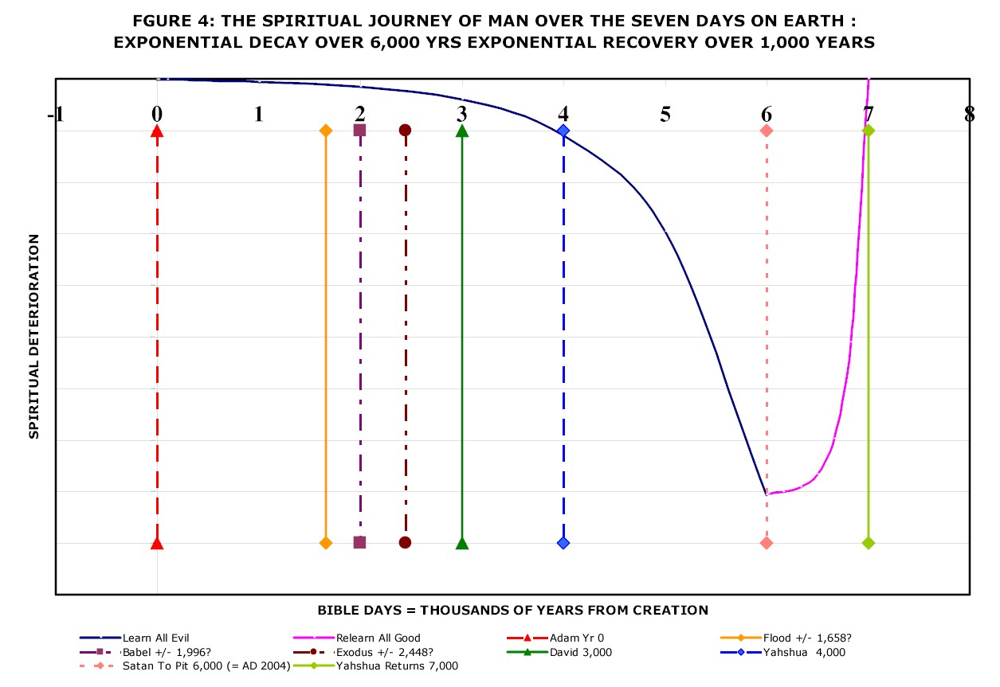 FGURE 4: THE SPIRITUAL JOURNEY OF MAN OVER THE SEVEN DAYS ON EARTH :
EXPONENTIAL DECAY OVER 6,000 YRS EXPONENTIAL RECOVERY OVER 1,000 YEARS
-1 0 1 2 3 4 5 6 7 8
SPIRITUAL DETERIORATION
BIBLE DAYS = THOUSANDS OF YEARS FROM CREATION
Learn All Evil Relearn All Good Adam Yr 0 Flood +/- 1,658?
Babel +/- 1,996? Exodus +/- 2,448? David 3,000 Yahshua 4,000
Satan To Pit 6,000 (= AD 2004) Yahshua Returns 7,000